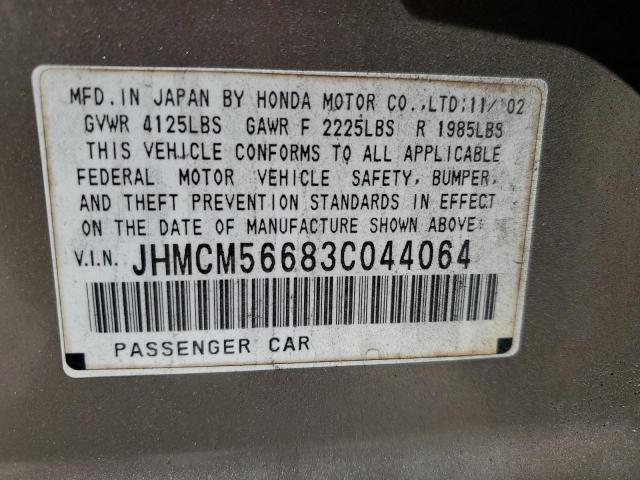 MFD. IN JAPAN BY HONDA MOTOR CO., LTD: 11/ 02
GVWR 4125LBS GAWR F 2225LBS R 1985LBS
THIS VEHICLE CONFORMS TO ALL APPLICABLE
FEDERAL MOTOR VEHICLE SAFETY, BUMPER,
AND THEFT PREVENTION STANDARDS IN EFFECT
ON THE DATE OF MANUFACTURE SHOWN ABOVE:
V.I.N. JHMCM56683C044064
PASSENGER CAR